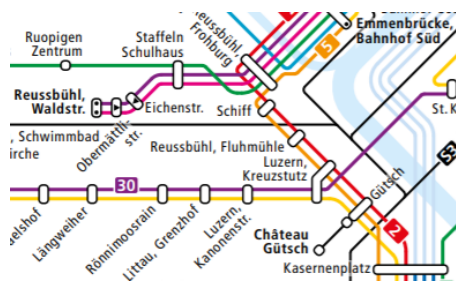 Ruopigen
Zentrum
Staffeln
Schulhaus
Reussbühl,
Frohburg
5
Emmenbrücke,
Bahnhof Süd
Reussbühl,
Waldstr.
Eichenstr.
Obermättli-
str.
Schiff
St. K
, Schwimmbad
irche
Reussbühl, Fluhmühle
Luzern,
Kreuzstutz
S3
30
Gütsch
2
elshof
Längweiher
Rönnimoosrain
Littau, Grenzhof
Luzern,
Kanonenstr.
Château
Gütsch
Kasernenplatz